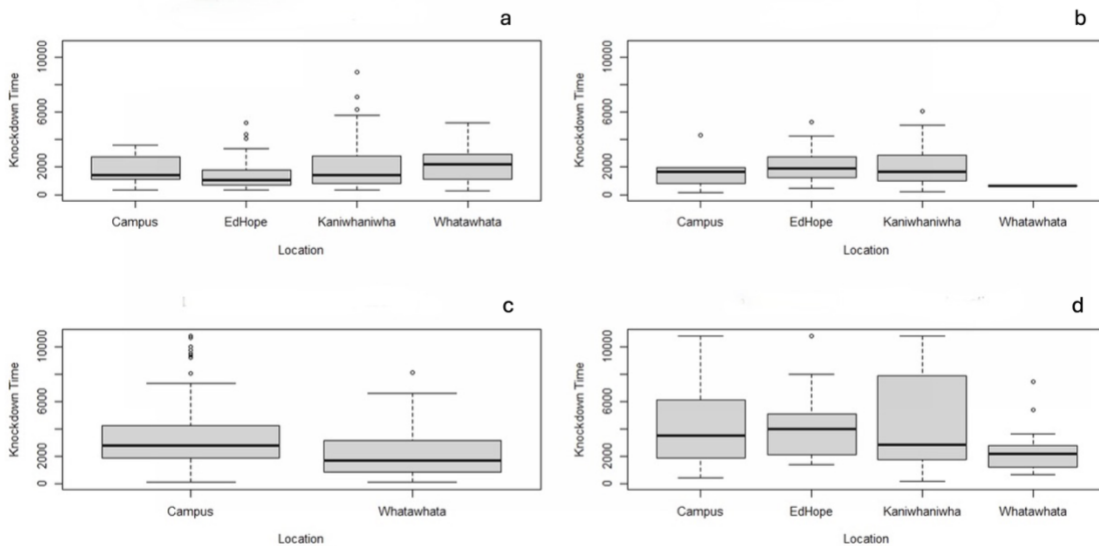 a
Knockdown Time
10000
6000
2000
0
Campus EdHope Kaniwhaniwha Whatawhata
Location
b
Knockdown Time
10000
6000
2000
0
Campus EdHope Kaniwhaniwha Whatawhata
Location
c
Knockdown Time
10000
6000
2000
0
Campus Whatawhata
Location
d
Knockdown Time
10000
6000
2000
0
Campus EdHope Kaniwhaniwha Whatawhata
Location